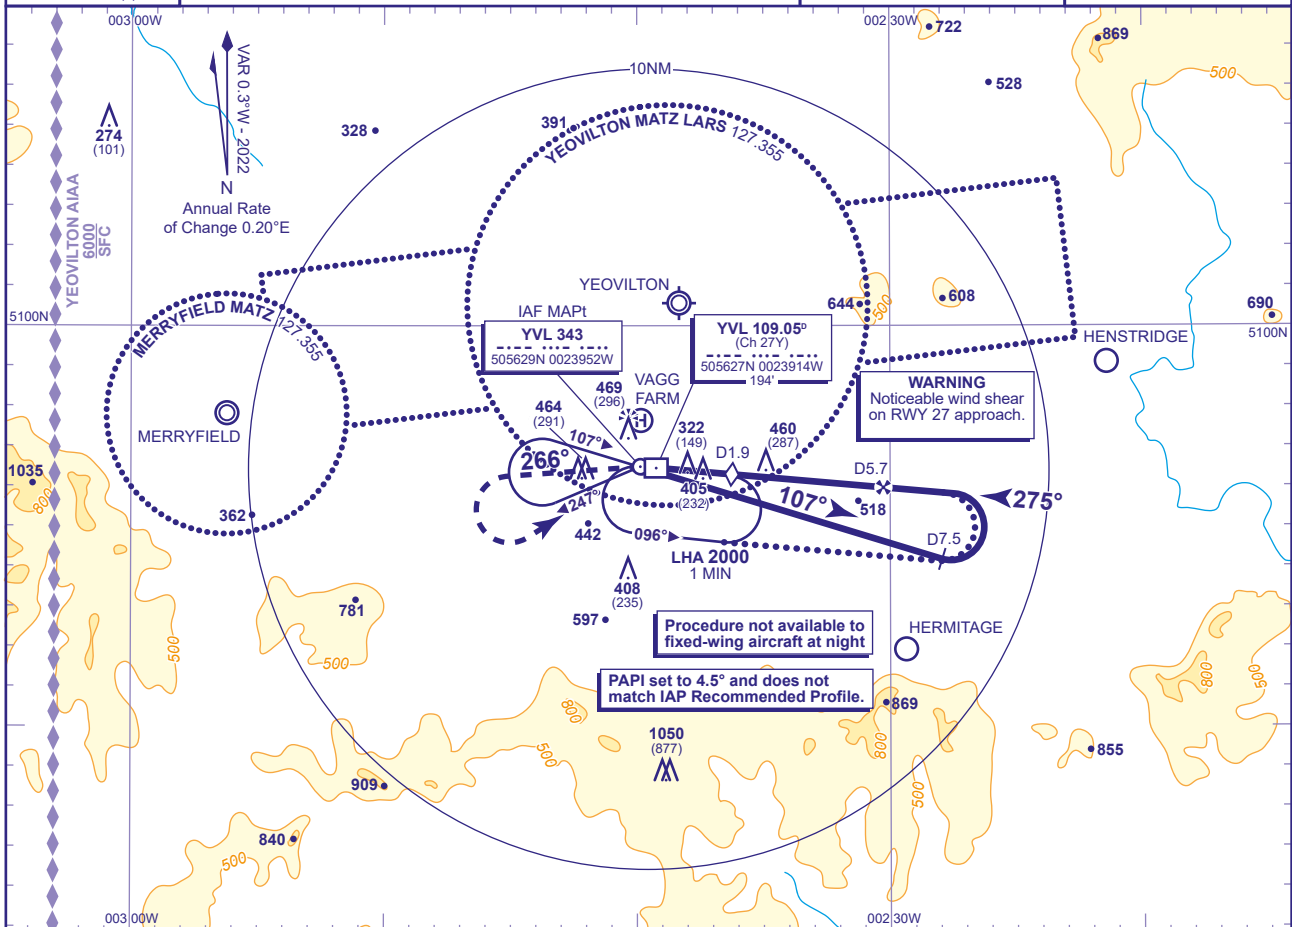 003 00W
002 30W
722
869
500
10NM
528
VAR 0.3°W - 2022
274
(101)
328
391
YEOVILTON MATZ LARS 127.355
N
Annual Rate
of Change 0.20°E
YEOVILTON AIAA
6000
SFC
YEOVILTON
644
500
608
690
5100N
5100N
MERRYFIELD MATZ 127.355
IAF MAPt
YVL 343
505629N 0023952W
YVL 109.05ᴰ
(Ch 27Y)
505627N 0023914W
194'
HENSTRIDGE
VAGG
FARM
H
469
(296)
WARNING
Noticeable wind shear
on RWY 27 approach.
464
(291)
MERRYFIELD
107°
322
(149)
460
(287)
D1.9
266°
1035
800
D5.7
405
(232)
247°
107°
275°
518
362
442
096°
D7.5
LHA 2000
1 MIN
408
(235)
781
597
Procedure not available to
fixed-wing aircraft at night
HERMITAGE
500
500
PAPI set to 4.5° and does not
match IAP Recommended Profile.
800
500
869
800
800
500
1050
(877)
855
909
500
840
500
003 00W
002 30W